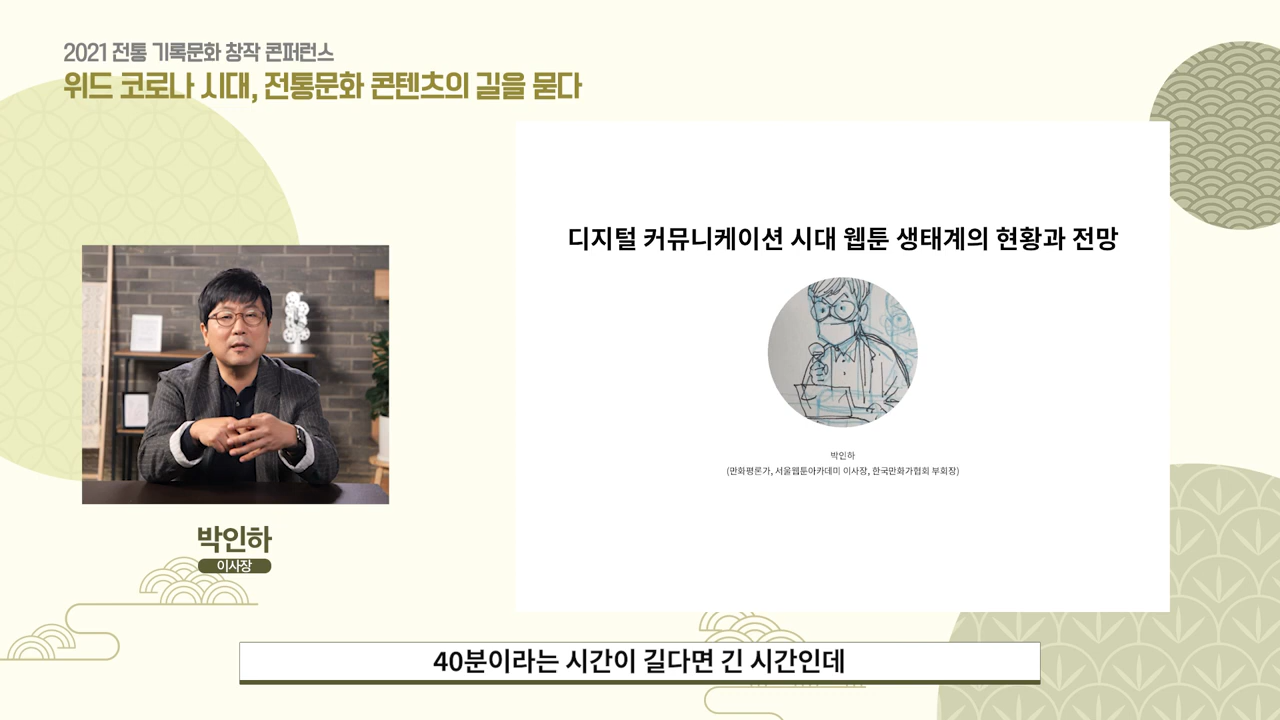 2021 전통 기록문화 창작 콘퍼런스
위드 코로나 시대, 전통문화 콘텐츠의 길을 묻다
디지털 커뮤니케이션 시대 웹툰 생태계의 현황과 전망
박인하
(만화평론가, 서울웹툰아카데미 이사장, 한국만화가협회 부회장)
박인하
이사장
40분이라는 시간이 길다면 긴 시간인데